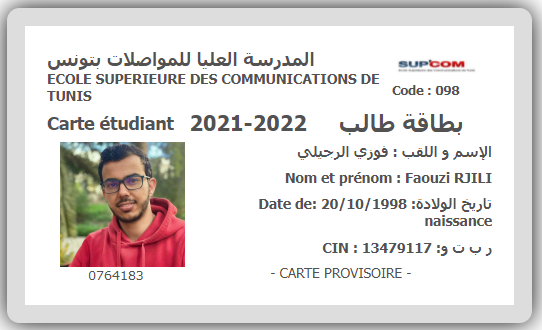 المدرسة العليا للمواصلات بتونس
SUP'COM
ECOLE SUPERIEURE DES COMMUNICATIONS DE
TUNIS
Code : 098
Carte étudiant 2021-2022 بطاقة طالب
الإسم و اللقب : فوزي الرجيلي
Nom et prénom : Faouzi RJILI
Date de: 20/10/1998 :تاريخ الولادة
naissance
CIN : 13479117 :ر ب ت و
0764183
- CARTE PROVISOIRE -